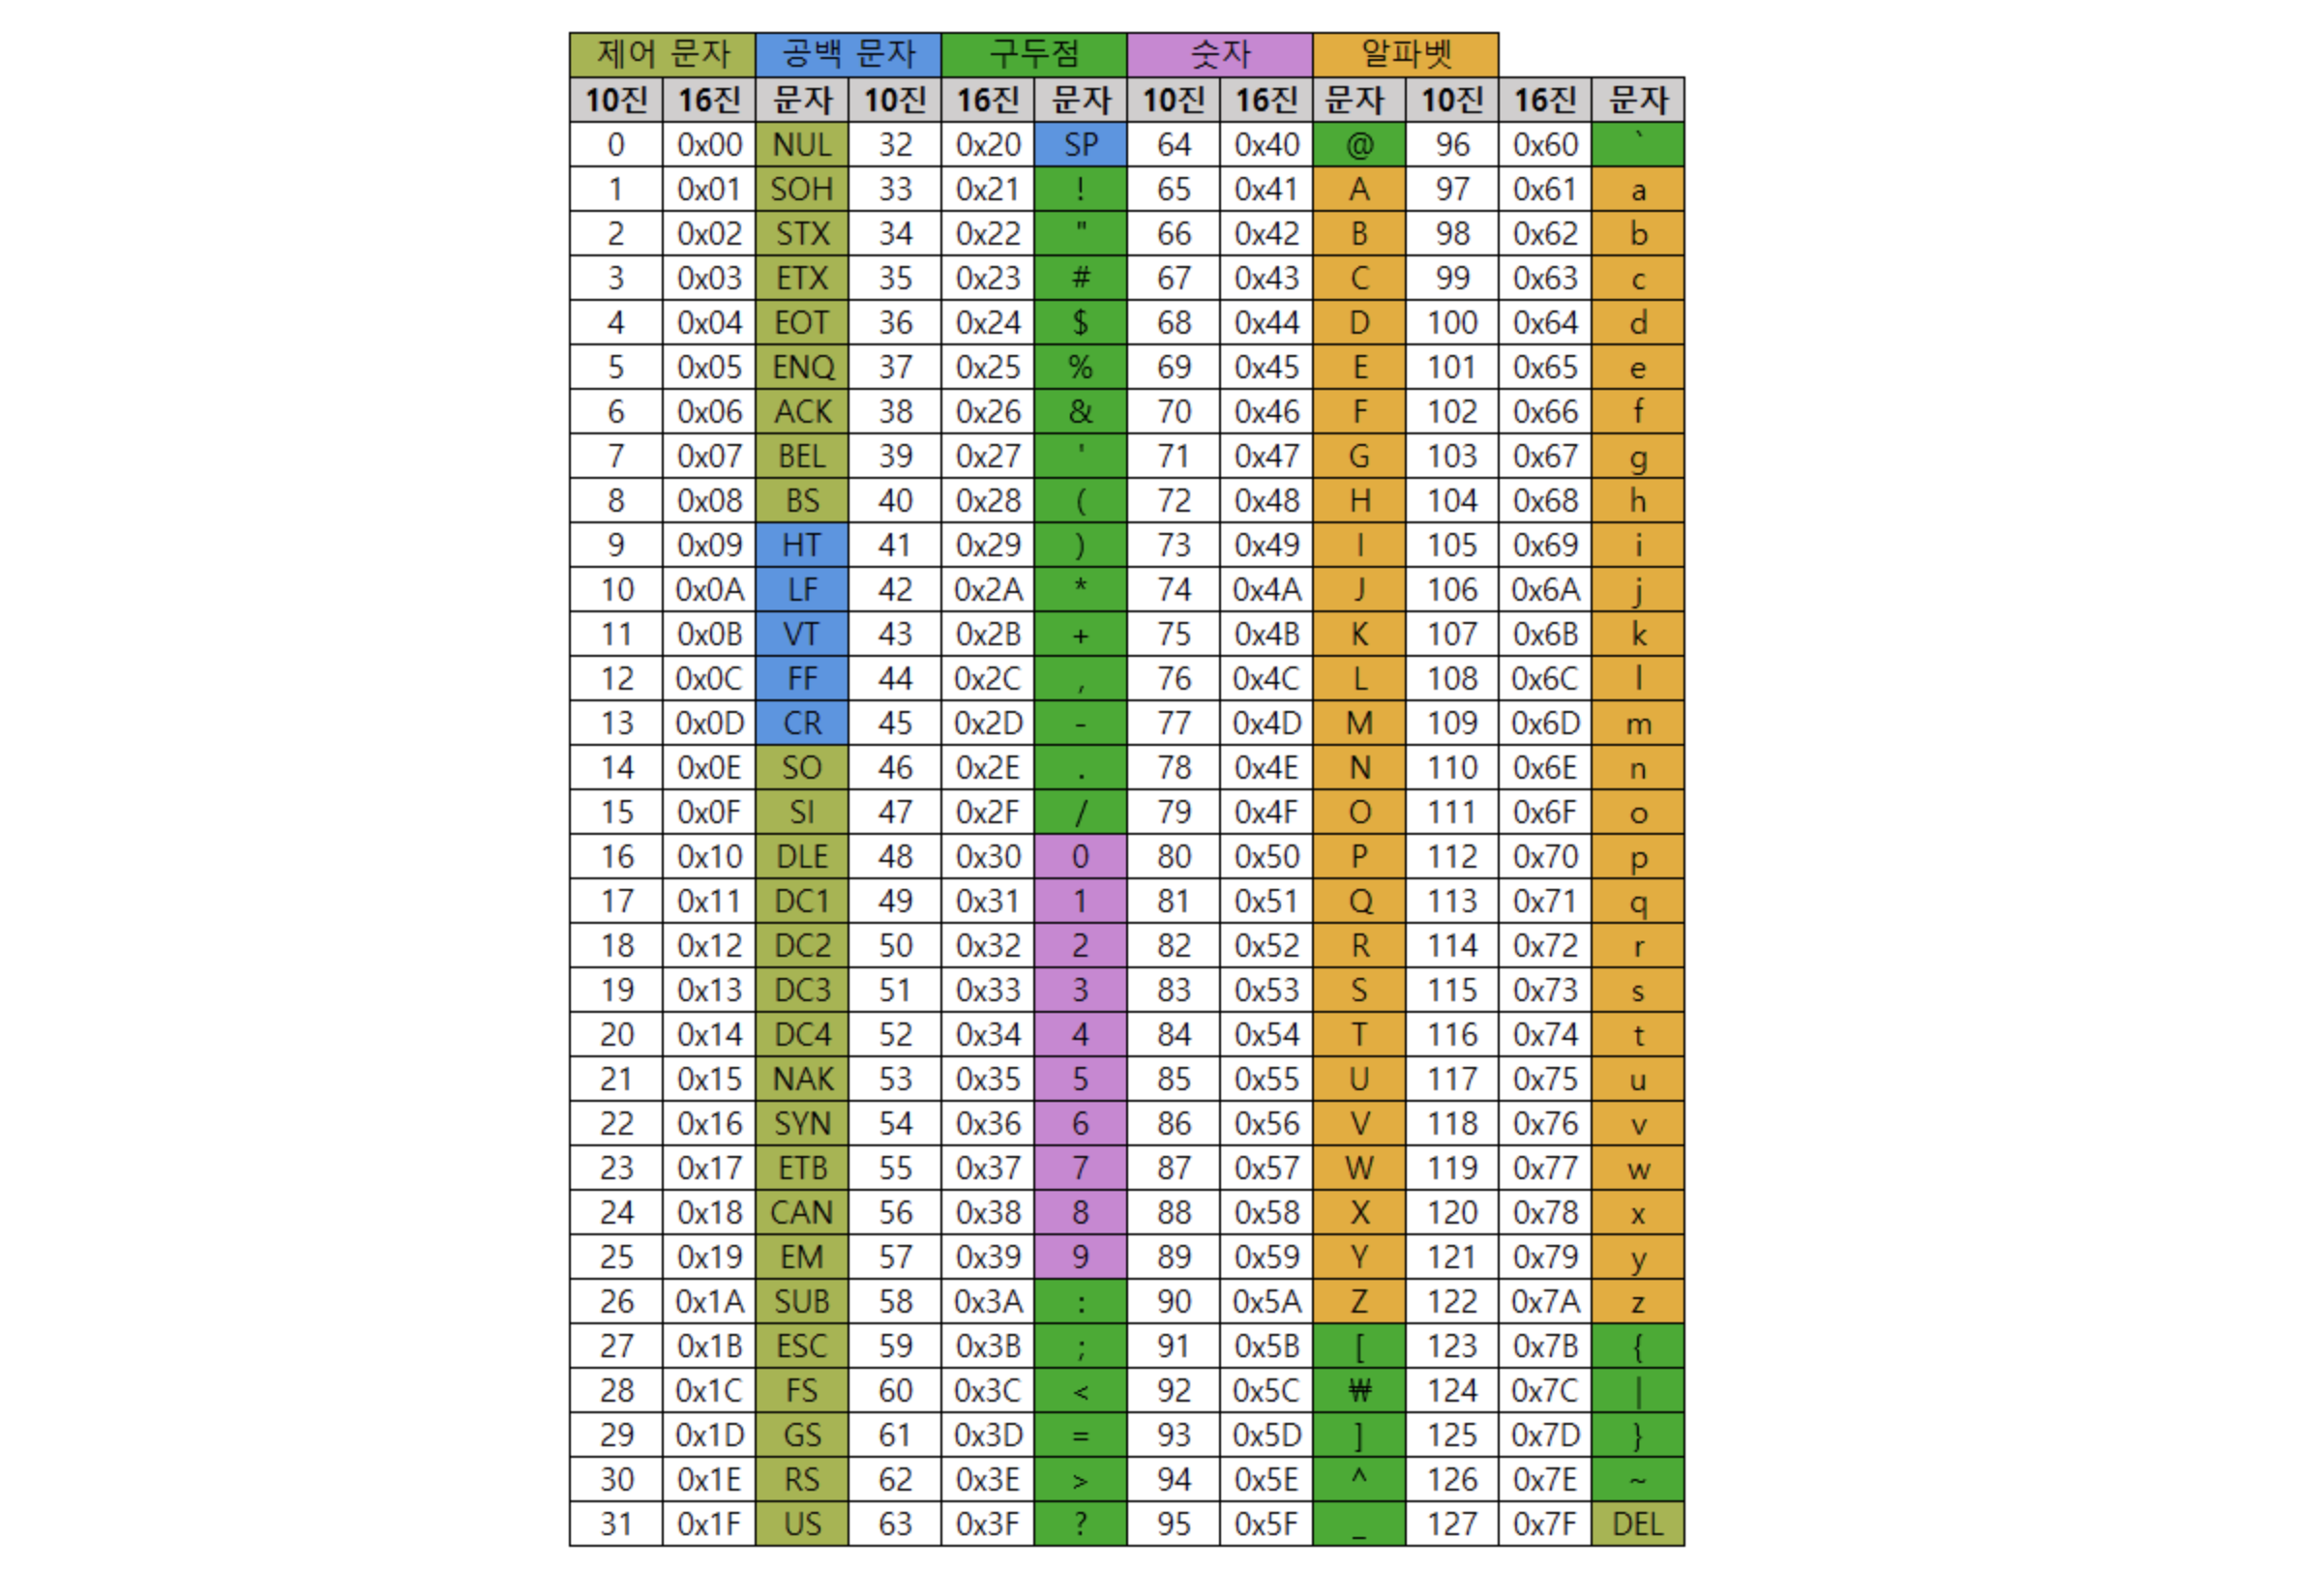 제어 문자 공백 문자 구두점 숫자 알파벳
10진 16진 문자 10진 16진 문자 10진 16진 문자 10진 16진 문자
0 0x00 NUL 32 0x20 SP 64 0x40 @ 96 0x60 `
1 0x01 SOH 33 0x21 ! 65 0x41 A 97 0x61 a
2 0x02 STX 34 0x22 " 66 0x42 B 98 0x62 b
3 0x03 ETX 35 0x23 # 67 0x43 C 99 0x63 c
4 0x04 EOT 36 0x24 $ 68 0x44 D 100 0x64 d
5 0x05 ENQ 37 0x25 % 69 0x45 E 101 0x65 e
6 0x06 ACK 38 0x26 & 70 0x46 F 102 0x66 f
7 0x07 BEL 39 0x27 ' 71 0x47 G 103 0x67 g
8 0x08 BS 40 0x28 ( 72 0x48 H 104 0x68 h
9 0x09 HT 41 0x29 ) 73 0x49 I 105 0x69 i
10 0x0A LF 42 0x2A * 74 0x4A J 106 0x6A j
11 0x0B VT 43 0x2B + 75 0x4B K 107 0x6B k
12 0x0C FF 44 0x2C , 76 0x4C L 108 0x6C l
13 0x0D CR 45 0x2D - 77 0x4D M 109 0x6D m
14 0x0E SO 46 0x2E . 78 0x4E N 110 0x6E n
15 0x0F SI 47 0x2F / 79 0x4F O 111 0x6F o
16 0x10 DLE 48 0x30 0 80 0x50 P 112 0x70 p
17 0x11 DC1 49 0x31 1 81 0x51 Q 113 0x71 q
18 0x12 DC2 50 0x32 2 82 0x52 R 114 0x72 r
19 0x13 DC3 51 0x33 3 83 0x53 S 115 0x73 s
20 0x14 DC4 52 0x34 4 84 0x54 T 116 0x74 t
21 0x15 NAK 53 0x35 5 85 0x55 U 117 0x75 u
22 0x16 SYN 54 0x36 6 86 0x56 V 118 0x76 v
23 0x17 ETB 55 0x37 7 87 0x57 W 119 0x77 w
24 0x18 CAN 56 0x38 8 88 0x58 X 120 0x78 x
25 0x19 EM 57 0x39 9 89 0x59 Y 121 0x79 y
26 0x1A SUB 58 0x3A : 90 0x5A Z 122 0x7A z
27 0x1B ESC 59 0x3B ; 91 0x5B [ 123 0x7B {
28 0x1C FS 60 0x3C < 92 0x5C ₩ 124 0x7C |
29 0x1D GS 61 0x3D = 93 0x5D ] 125 0x7D }
30 0x1E RS 62 0x3E > 94 0x5E ^ 126 0x7E ~
31 0x1F US 63 0x3F ? 95 0x5F _ 127 0x7F DEL